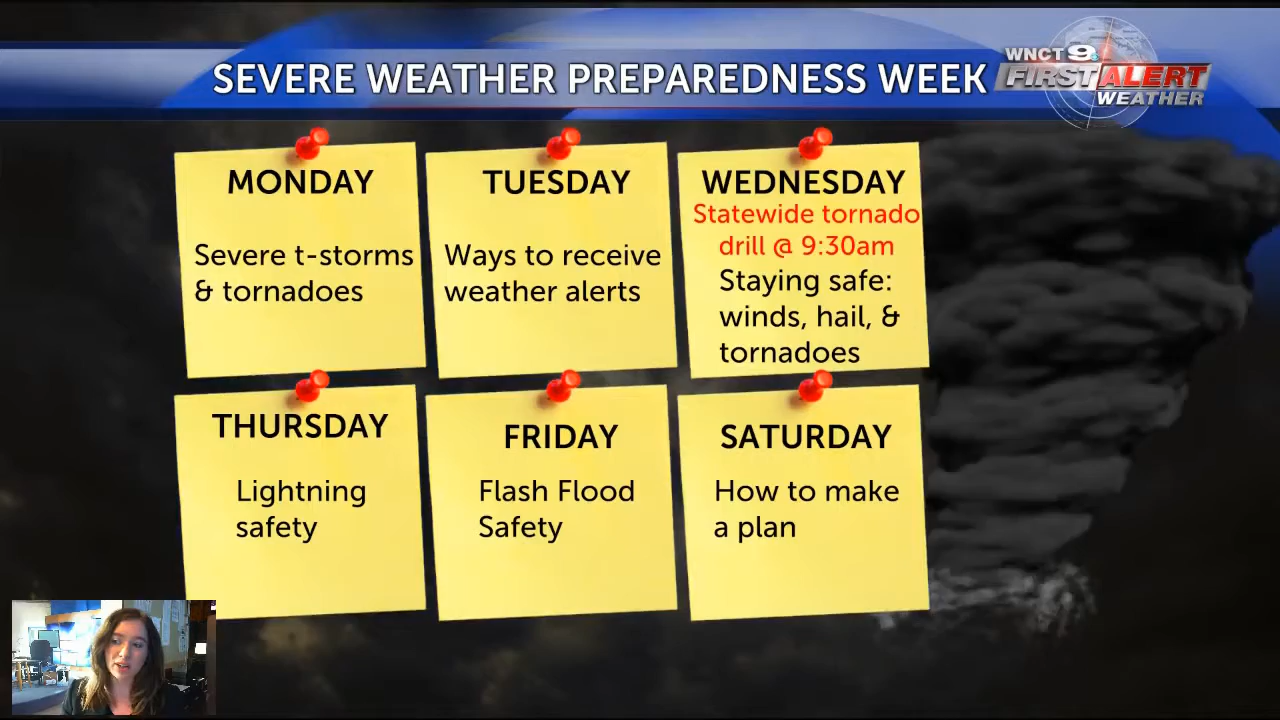 SEVERE WEATHER PREPAREDNESS WEEK
WNCT 9
FIRST ALERT
WEATHER
MONDAY
Severe t-storms
& tornadoes
TUESDAY
Ways to receive
weather alerts
WEDNESDAY
Statewide tornado
drill @ 9:30am
Staying safe:
winds, hail, &
tornadoes
THURSDAY
Lightning
safety
FRIDAY
Flash Flood
Safety
SATURDAY
How to make
a plan